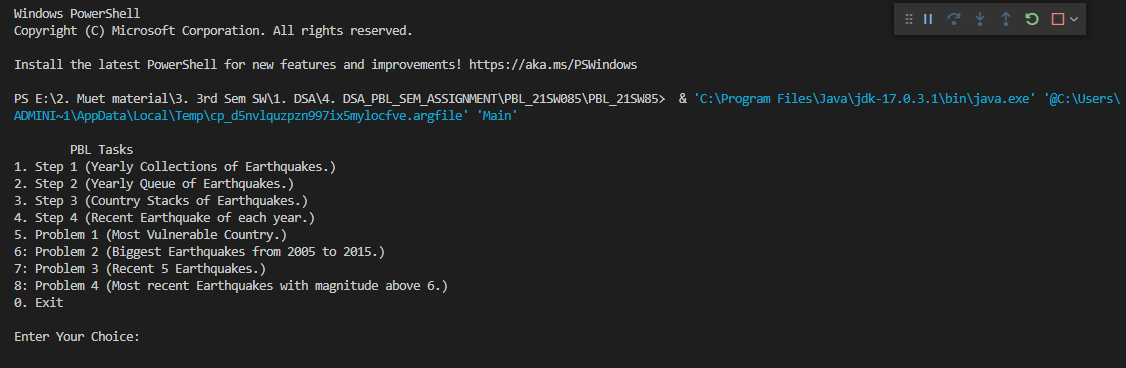 Windows PowerShell
Copyright (C) Microsoft Corporation. All rights reserved.
Install the latest PowerShell for new features and improvements! https://aka.ms/PSWindows
PS E:\2. Muet material\3. 3rd Sem SW\1. DSA\4. DSA_PBL_SEM_ASSIGNMENT\PBL_21SW085\PBL_21SW85>  & 'C:\Program Files\Java\jdk-17.0.3.1\bin\java.exe' '@C:\Users\
ADMINI~1\AppData\Local\Temp\cp_d5nvlquzpzn997ix5mylocfve.argfile' 'Main'
PBL Tasks
1. Step 1 (Yearly Collections of Earthquakes.)
2. Step 2 (Yearly Queue of Earthquakes.)
3. Step 3 (Country Stacks of Earthquakes.)
4. Step 4 (Recent Earthquake of each year.)
5. Problem 1 (Most Vulnerable Country.)
6: Problem 2 (Biggest Earthquakes from 2005 to 2015.)
7: Problem 3 (Recent 5 Earthquakes.)
8: Problem 4 (Most recent Earthquakes with magnitude above 6.)
0. Exit
Enter Your Choice: